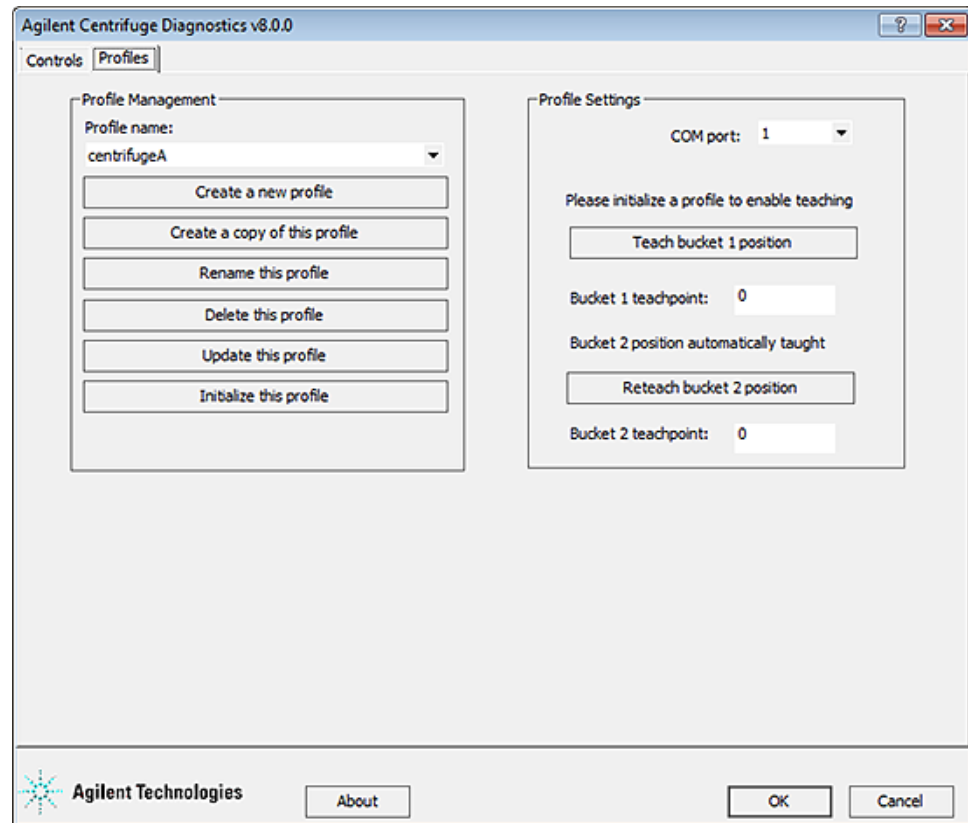 Agilent Centrifuge Diagnostics v8.0.0
Controls Profiles
Profile Management
Profile name:
centrifugeA
Create a new profile
Create a copy of this profile
Rename this profile
Delete this profile
Update this profile
Initialize this profile
Profile Settings
COM port: 1
Please initialize a profile to enable teaching
Teach bucket 1 position
Bucket 1 teachpoint: 0
Bucket 2 position automatically taught
Reteach bucket 2 position
Bucket 2 teachpoint: 0
Agilent Technologies
About
OK
Cancel